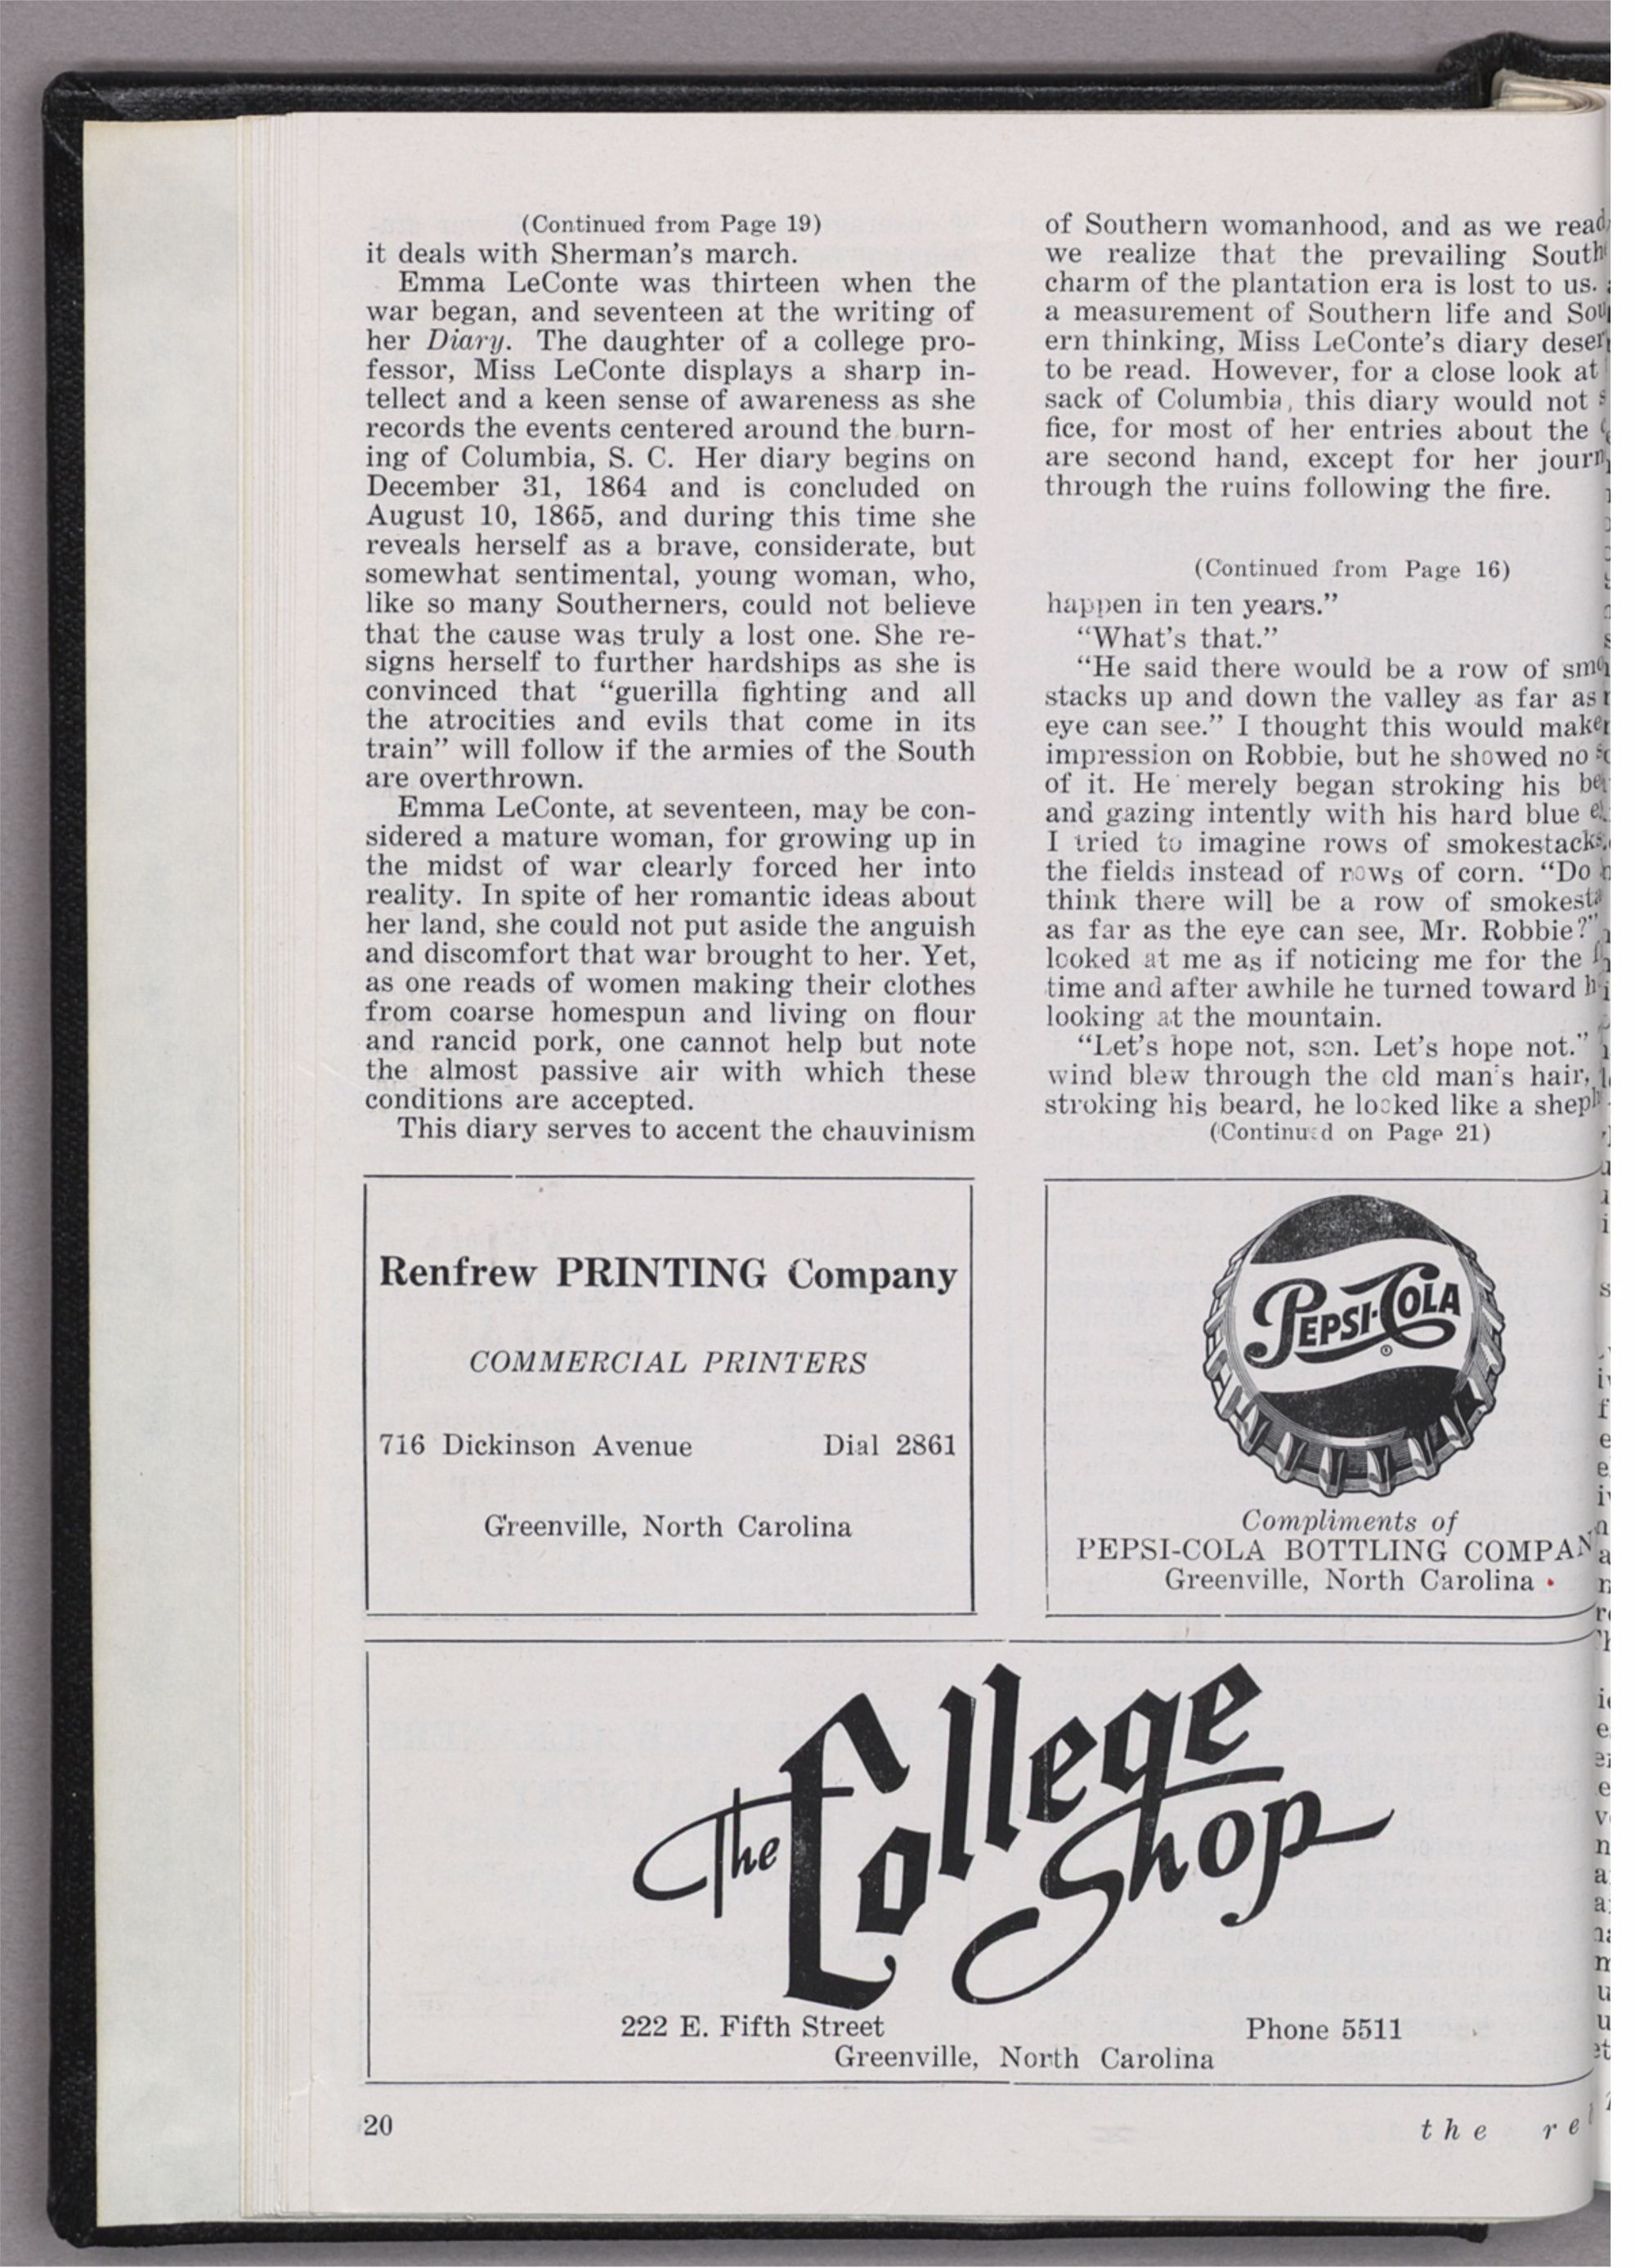 (Continued from Page 19)
it deals with Sherman's march.
Emma LeConte was thirteen when the
war began, and seventeen at the writing of
her Diary. The daughter of a college pro-
fessor, Miss LeConte displays a sharp in-
tellect and a keen sense of awareness as she
records the events centered around the burn-
ing of Columbia, S. C. Her diary begins on
December 31, 1864 and is concluded on
August 10, 1865, and during this time she
reveals herself as a brave, considerate, but
somewhat sentimental, young woman, who,
like so many Southerners, could not believe
that the cause was truly a lost one. She re-
signs herself to further hardships as she is
convinced that “guerilla fighting and all
the atrocities and evils that come in its
train” will follow if the armies of the South
are overthrown.
Emma LeConte, at seventeen, may be con-
sidered a mature woman, for growing up in
the midst of war clearly forced her into
reality. In spite of her romantic ideas about
her land, she could not put aside the anguish
and discomfort that war brought to her. Yet,
as one reads of women making their clothes
from coarse homespun and living on flour
and rancid pork, one cannot help but note
the almost passive air with which these
conditions are accepted.
This diary serves to accent the chauvinism
of Southern womanhood, and as we read
we realize that the prevailing South
charm of the plantation era is lost to us.
a measurement of Southern life and Sou
ern thinking, Miss LeConte's diary deser
to be read. However, for a close look at
sack of Columbia, this diary would not s
fice, for most of her entries about the
are second hand, except for her journ
through the ruins following the fire.
(Continued from Page 16)
happen in ten years.”
“What's that.”
“He said there would be a row of smo
stacks up and down the valley as far as
eye can see.” I thought this would make
impression on Robbie, but he showed no
of it. He merely began stroking his be
and gazing intently with his hard blue e
I tried to imagine rows of smokestacks
the fields instead of rows of corn. “Do
think there will be a row of smokesta
as far as the eye can see, Mr. Robbie?”
looked at me as if noticing me for the
time and after awhile he turned toward h
looking at the mountain.
“Let's hope not, son. Let's hope not.”
wind blew through the old man's hair,
stroking his beard, he looked like a sheph
(Continued on Page 21)
Renfrew PRINTING Company
COMMERCIAL PRINTERS
716 Dickinson Avenue Dial 2861
Greenville, North Carolina
PEPSI-COLA
®
Compliments of
PEPSI-COLA BOTTLING COMPAN
Greenville, North Carolina
The College
Shop
222 E. Fifth Street Phone 5511
Greenville, North Carolina
20 the re